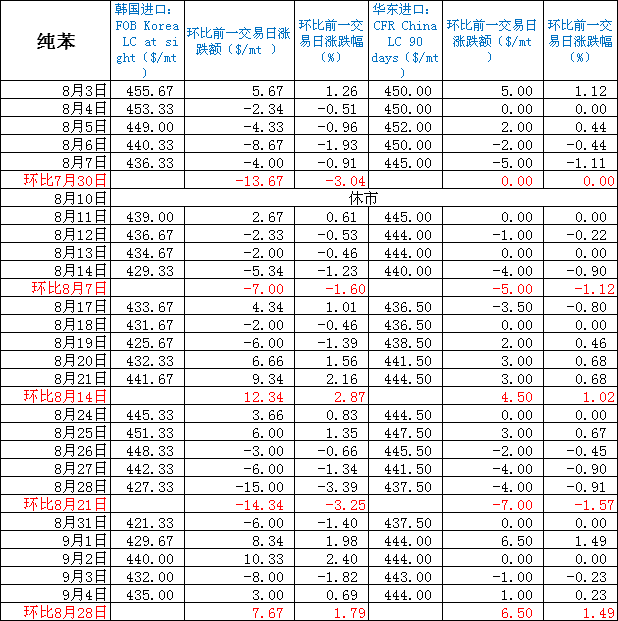 纯苯 韩国进口：FOB Korea LC at sight（$/mt） 环比前一交易日涨跌额（$/mt ） 环比前一交易日涨跌幅（%） 华东进口：CFR China LC 90 days（$/mt） 环比前一交易日涨跌额（$/mt） 环比前一交易日涨跌幅（%）
8月3日 455.67 5.67 1.26 450.00 5.00 1.12
8月4日 453.33 -2.34 -0.51 450.00 0.00 0.00
8月5日 449.00 -4.33 -0.96 452.00 2.00 0.44
8月6日 440.33 -8.67 -1.93 450.00 -2.00 -0.44
8月7日 436.33 -4.00 -0.91 445.00 -5.00 -1.11
环比7月30日 -13.67 -3.04 0.00 0.00
8月10日 休市
8月11日 439.00 2.67 0.61 445.00 0.00 0.00
8月12日 436.67 -2.33 -0.53 444.00 -1.00 -0.22
8月13日 434.67 -2.00 -0.46 444.00 0.00 0.00
8月14日 429.33 -5.34 -1.23 440.00 -4.00 -0.90
环比8月7日 -7.00 -1.60 -5.00 -1.12
8月17日 433.67 4.34 1.01 436.50 -3.50 -0.80
8月18日 431.67 -2.00 -0.46 436.50 0.00 0.00
8月19日 425.67 -6.00 -1.39 438.50 2.00 0.46
8月20日 432.33 6.66 1.56 441.50 3.00 0.68
8月21日 441.67 9.34 2.16 444.50 3.00 0.68
环比8月14日 12.34 2.87 4.50 1.02
8月24日 445.33 3.66 0.83 444.50 0.00 0.00
8月25日 451.33 6.00 1.35 447.50 3.00 0.67
8月26日 448.33 -3.00 -0.66 445.50 -2.00 -0.45
8月27日 442.33 -6.00 -1.34 441.50 -4.00 -0.90
8月28日 427.33 -15.00 -3.39 437.50 -4.00 -0.91
环比8月21日 -14.34 -3.25 -7.00 -1.57
8月31日 421.33 -6.00 -1.40 437.50 0.00 0.00
9月1日 429.67 8.34 1.98 444.00 6.50 1.49
9月2日 440.00 10.33 2.40 444.00 0.00 0.00
9月3日 432.00 -8.00 -1.82 443.00 -1.00 -0.23
9月4日 435.00 3.00 0.69 444.00 1.00 0.23
环比8月28日 7.67 1.79 6.50 1.49